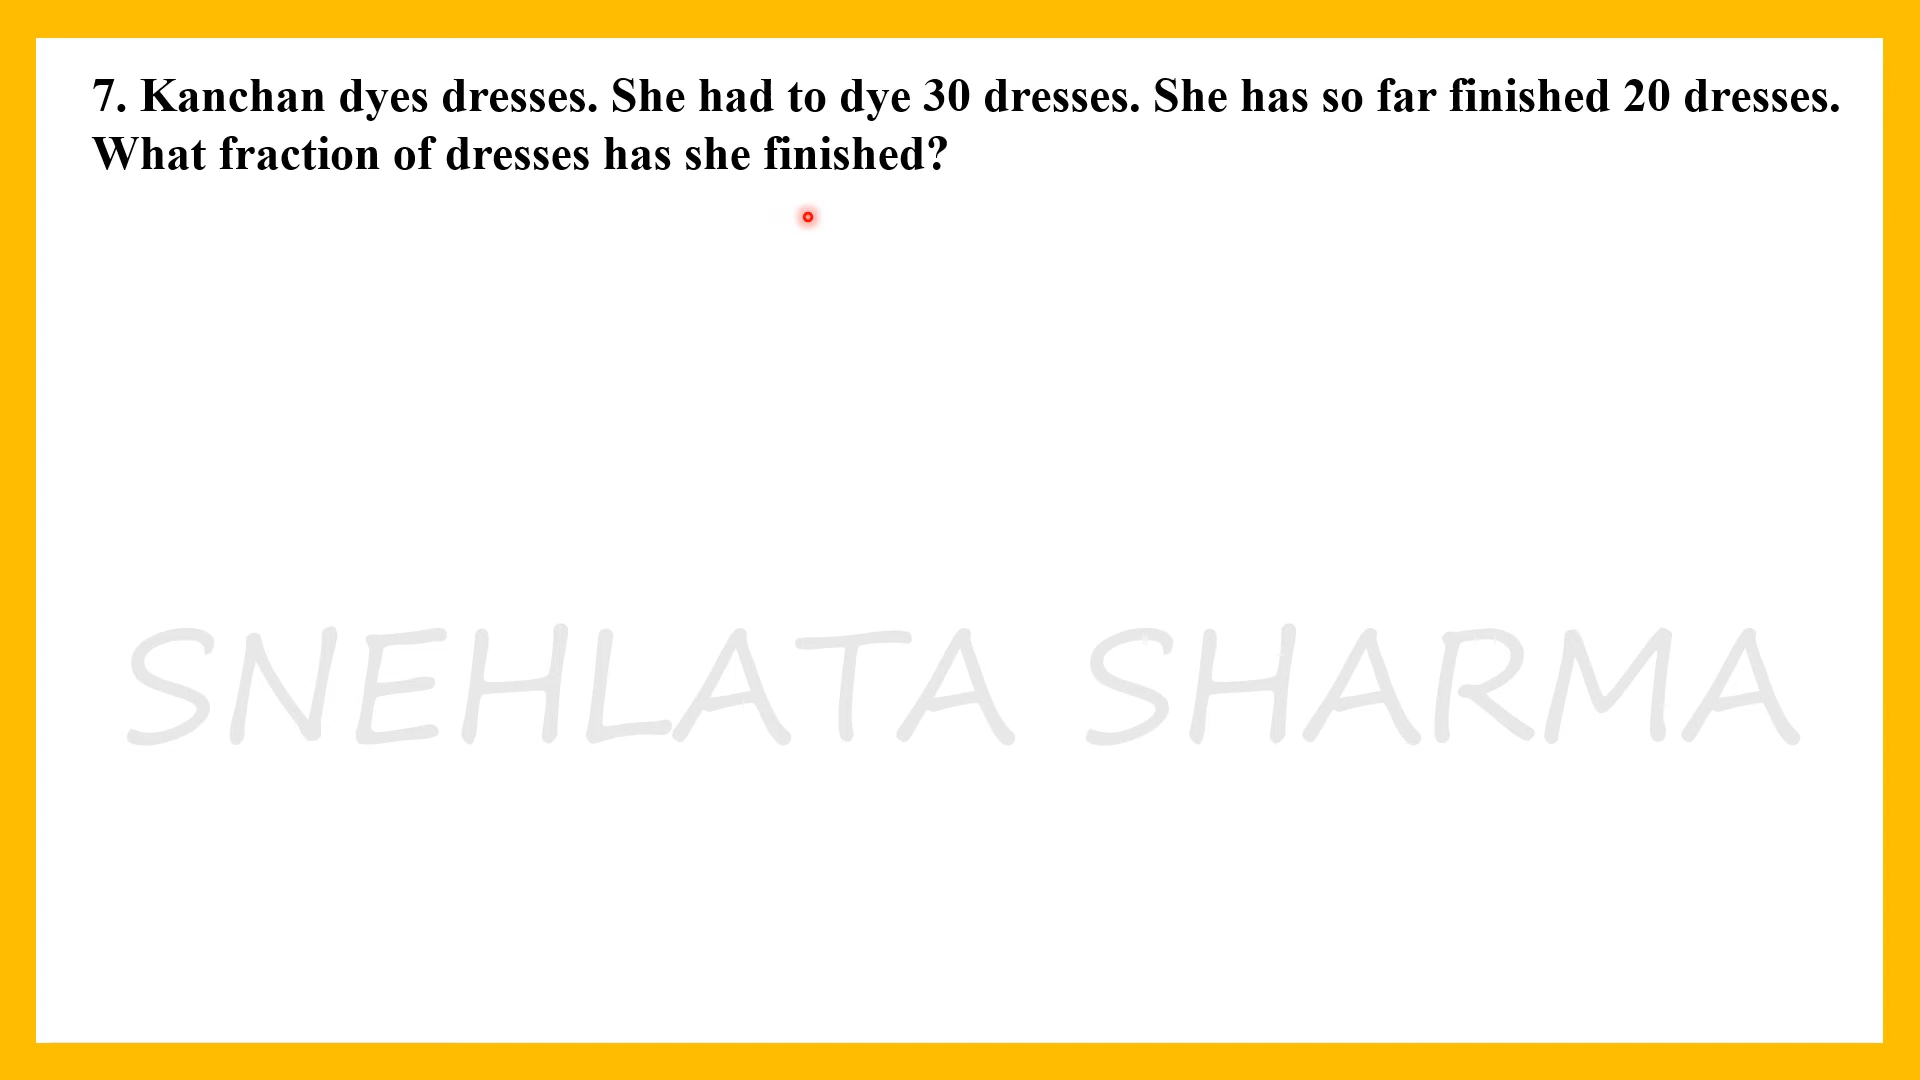 7. Kanchan dyes dresses. She had to dye 30 dresses. She has so far finished 20 dresses.
What fraction of dresses has she finished?
SNEHLATA SHARMA